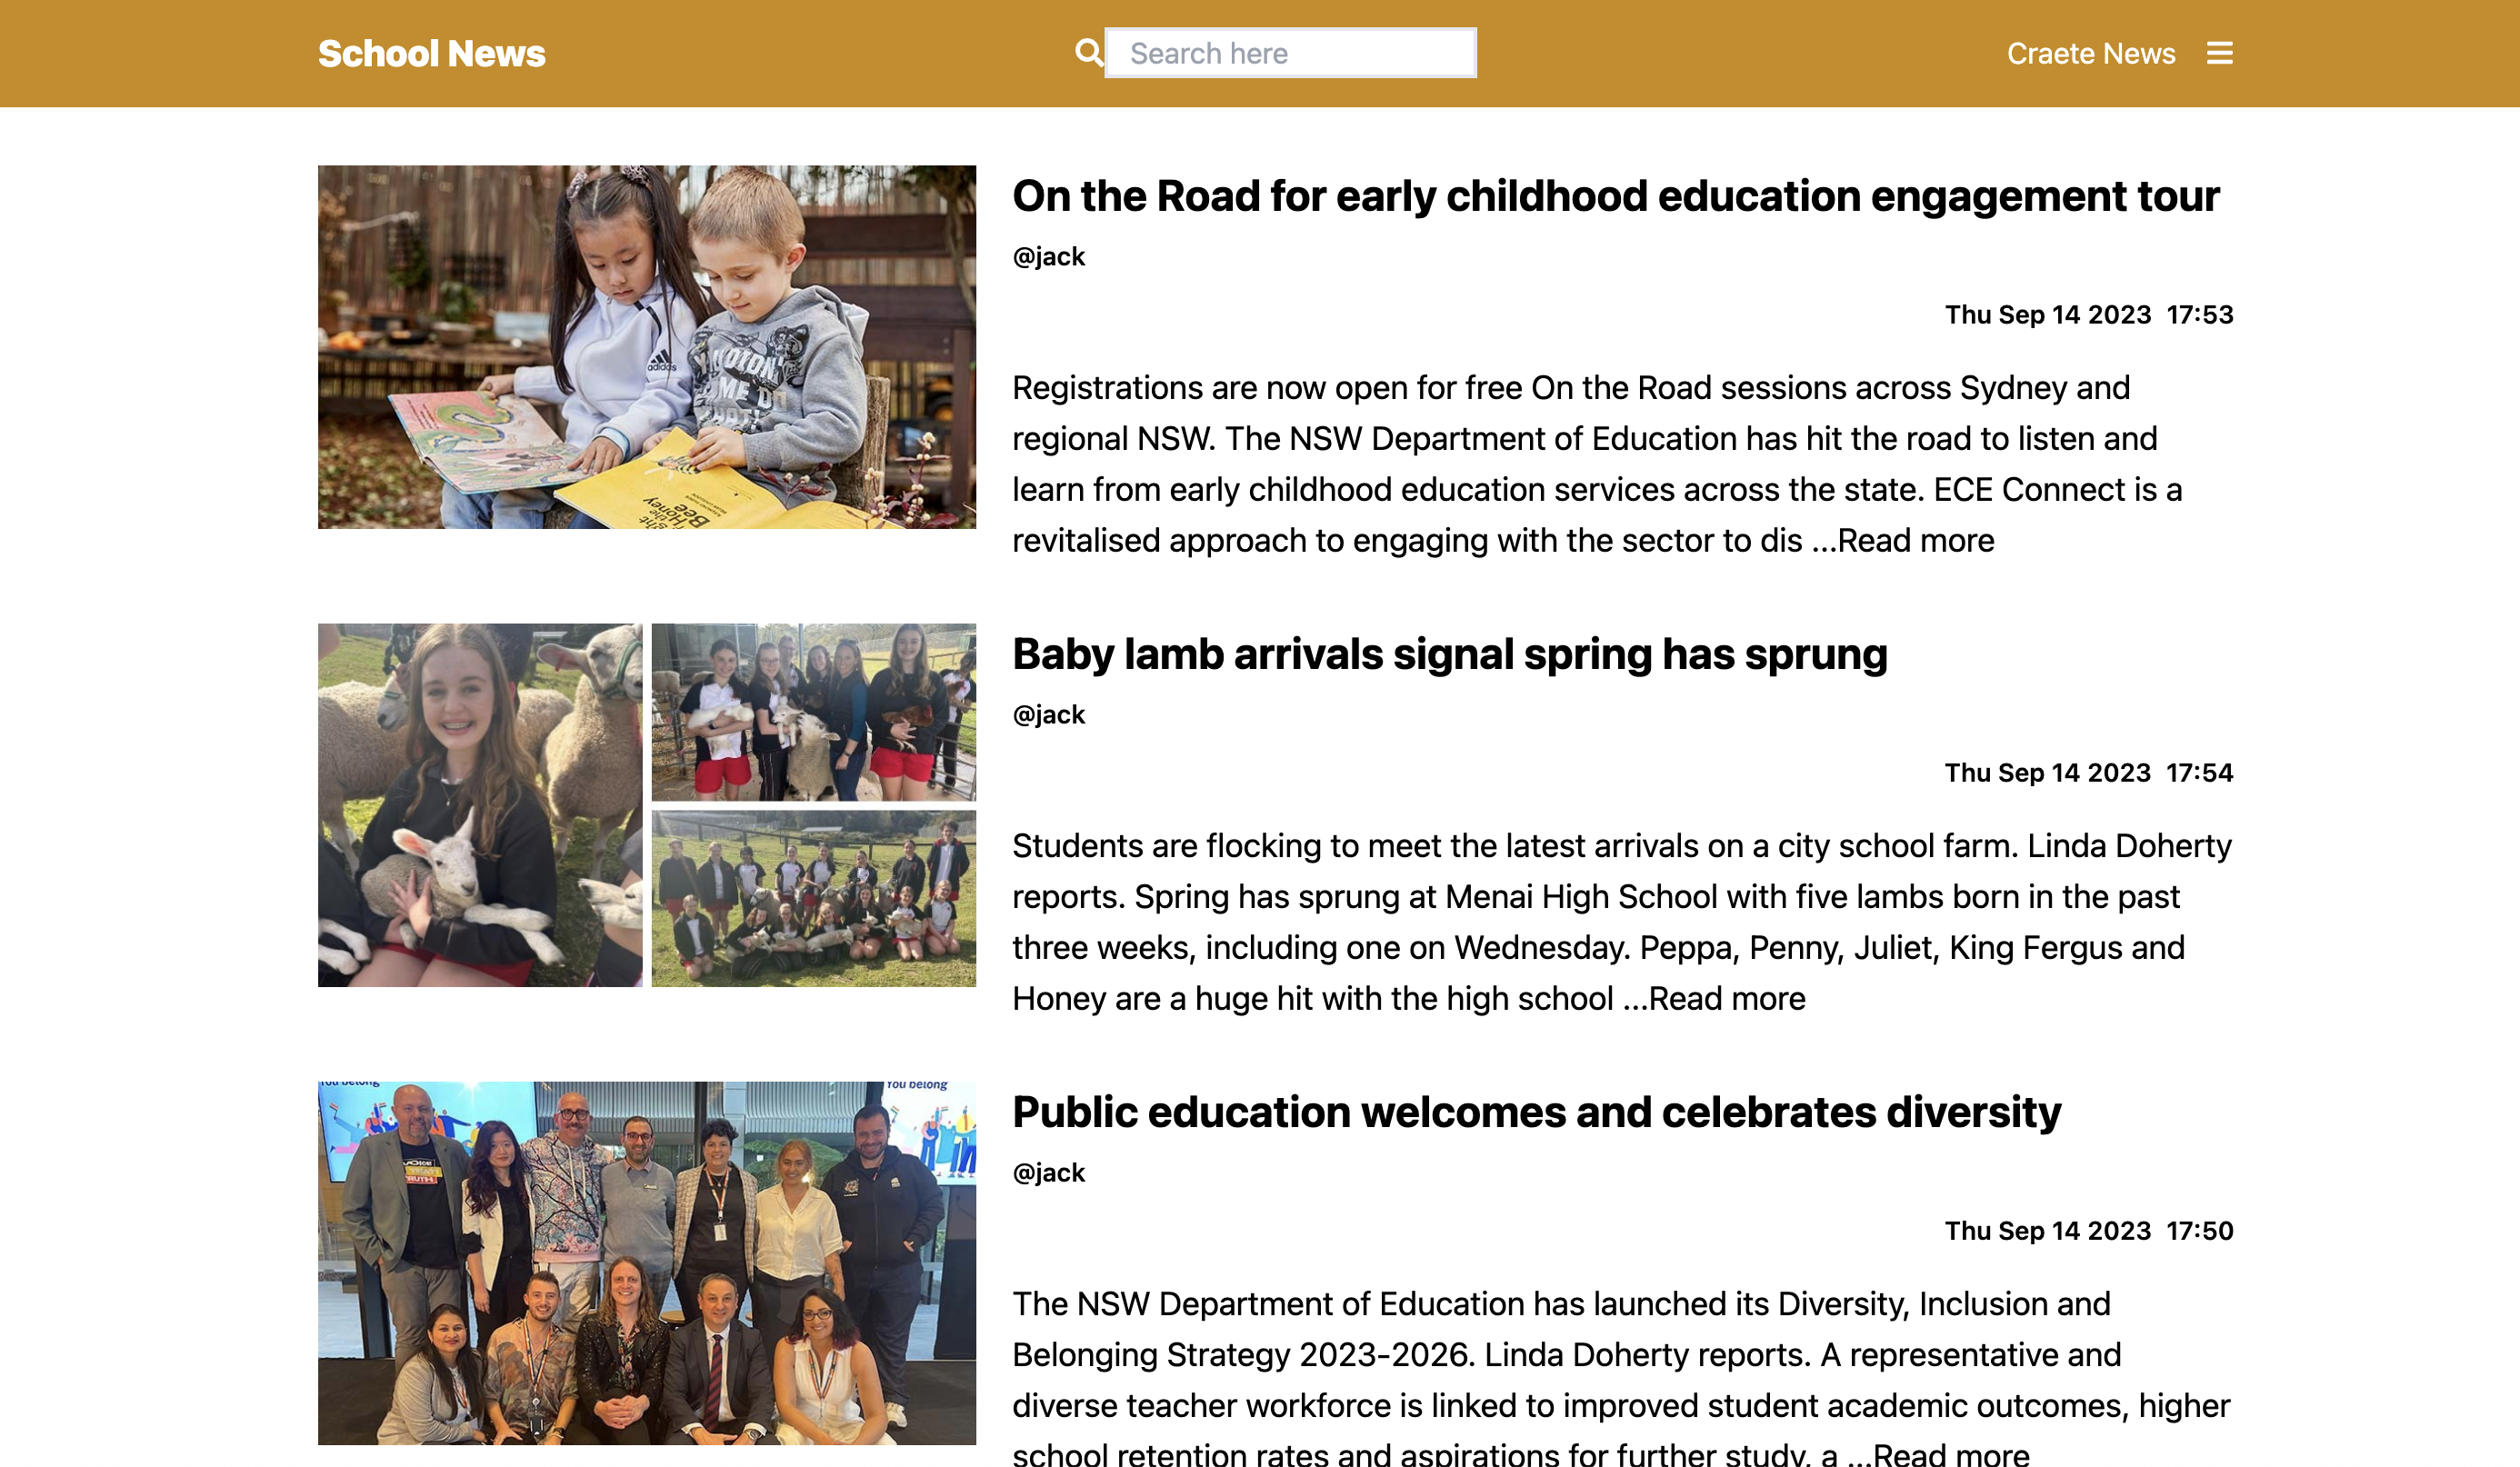 School News
Search here
Craete News
On the Road for early childhood education engagement tour
@jack
Thu Sep 14 2023 17:53
Registrations are now open for free On the Road sessions across Sydney and
regional NSW. The NSW Department of Education has hit the road to listen and
learn from early childhood education services across the state. ECE Connect is a
revitalised approach to engaging with the sector to dis ...Read more
adidas
Honey
Bee
Baby lamb arrivals signal spring has sprung
@jack
Thu Sep 14 2023 17:54
Students are flocking to meet the latest arrivals on a city school farm. Linda Doherty
reports. Spring has sprung at Menai High School with five lambs born in the past
three weeks, including one on Wednesday. Peppa, Penny, Juliet, King Fergus and
Honey are a huge hit with the high school ...Read more
You belong
You belong
Public education welcomes and celebrates diversity
@jack
Thu Sep 14 2023 17:50
The NSW Department of Education has launched its Diversity, Inclusion and
Belonging Strategy 2023-2026. Linda Doherty reports. A representative and
diverse teacher workforce is linked to improved student academic outcomes, higher
school retention rates and aspirations for further study, a ...Read more